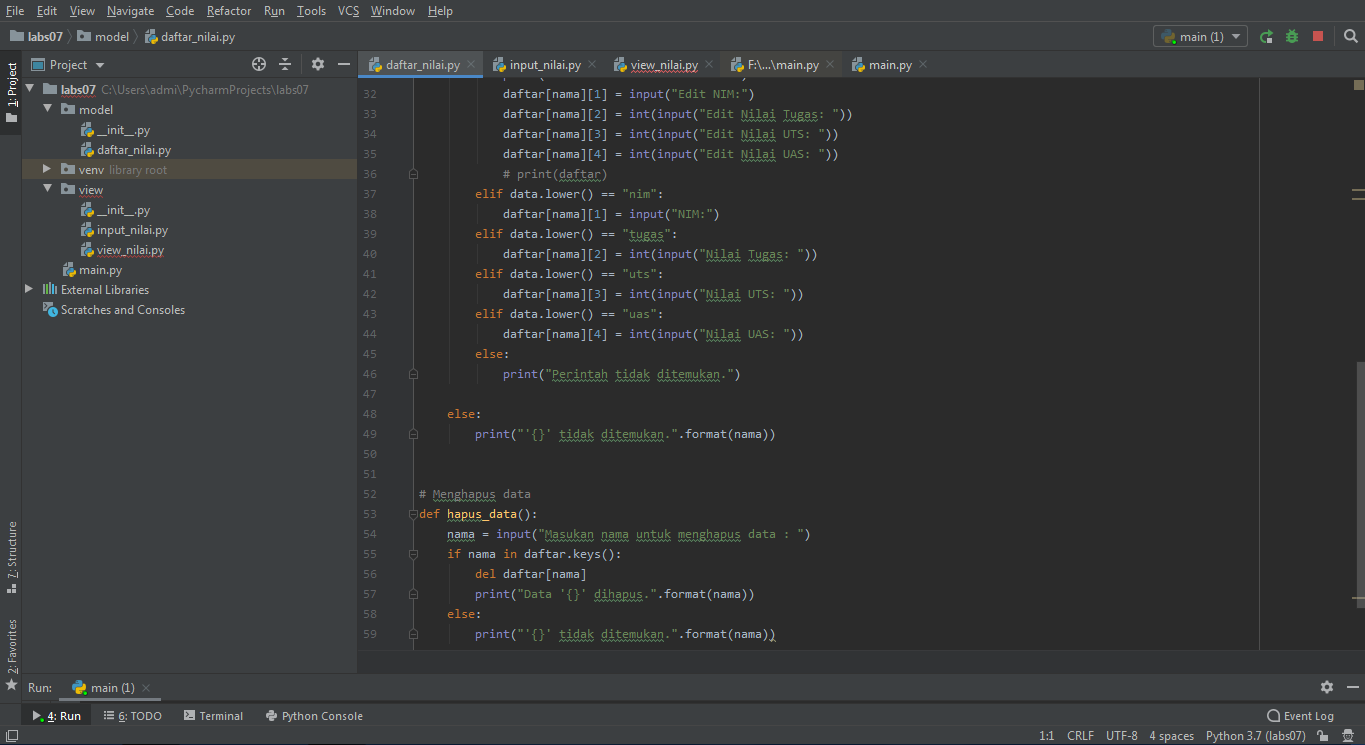 File Edit View Navigate Code Refactor Run Tools VCS Window Help
labs07 model daftar_nilai.py main (1)
1: Project
Project
daftar_nilai.py input_nilai.py view_nilai.py F:\...\main.py main.py
labs07 C:\Users\admi\PycharmProjects\labs07
model
__init__.py
daftar_nilai.py
venv library root
view
__init__.py
input_nilai.py
view_nilai.py
main.py
External Libraries
Scratches and Consoles
32 daftar[nama][1] = input("Edit NIM:")
33 daftar[nama][2] = int(input("Edit Nilai Tugas: "))
34 daftar[nama][3] = int(input("Edit Nilai UTS: "))
35 daftar[nama][4] = int(input("Edit Nilai UAS: "))
36 # print(daftar)
37 elif data.lower() == "nim":
38 daftar[nama][1] = input("NIM:")
39 elif data.lower() == "tugas":
40 daftar[nama][2] = int(input("Nilai Tugas: "))
41 elif data.lower() == "uts":
42 daftar[nama][3] = int(input("Nilai UTS: "))
43 elif data.lower() == "uas":
44 daftar[nama][4] = int(input("Nilai UAS: "))
45 else:
46 print("Perintah tidak ditemukan.")
47
48 else:
49 print("'{}' tidak ditemukan.".format(nama))
50
51
52 # Menghapus data
53 def hapus_data():
54 nama = input("Masukan nama untuk menghapus data : ")
55 if nama in daftar.keys():
56 del daftar[nama]
57 print("Data '{}' dihapus.".format(nama))
58 else:
59 print("'{}' tidak ditemukan.".format(nama))
7: Structure
2: Favorites
Run: main (1)
4: Run 6: TODO Terminal Python Console Event Log
1:1 CRLF UTF-8 4 spaces Python 3.7 (labs07)